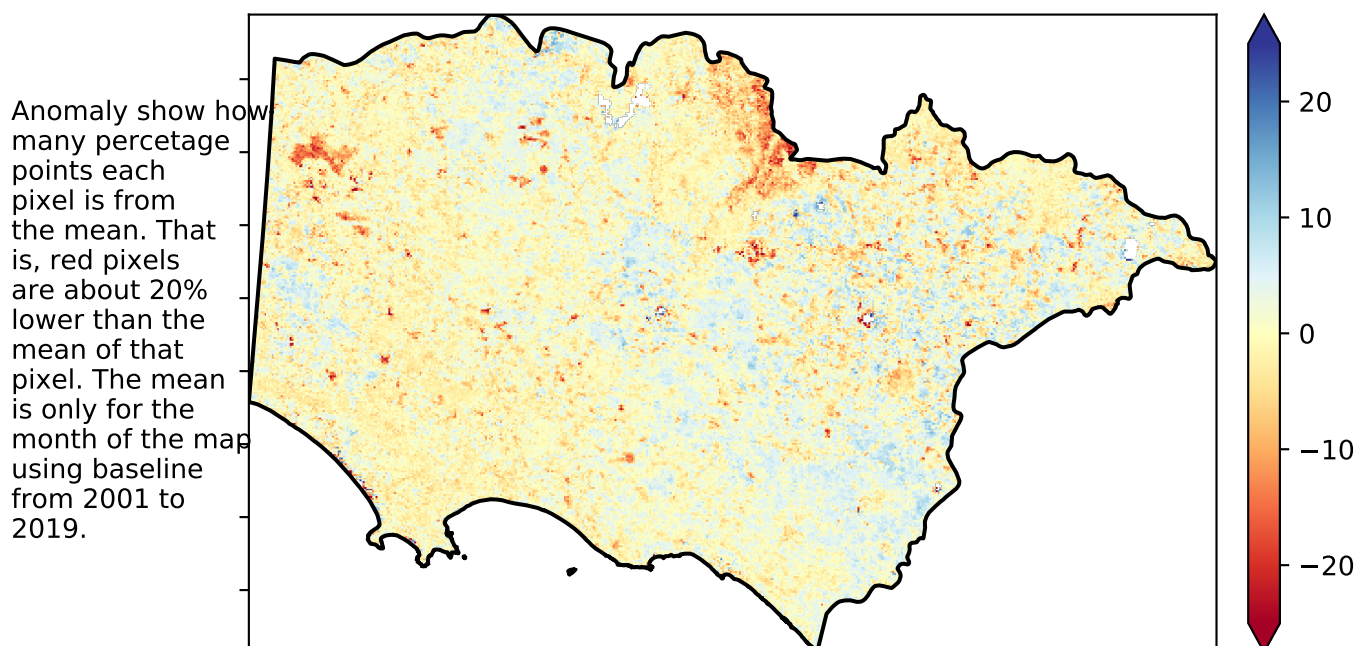 Anomaly show how
many percetage
points each
pixel is from
the mean. That
is, red pixels
are about 20%
lower than the
mean of that
pixel. The mean
is only for the
month of the map
using baseline
from 2001 to
2019.
20
10
0
−10
−20